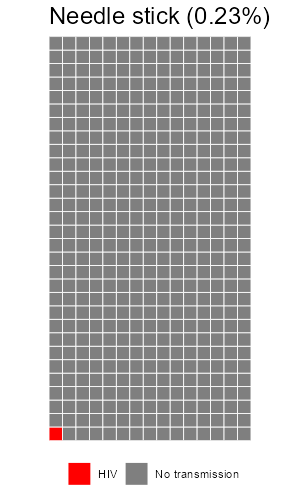 Needle stick (0.23%)
HIV No transmission